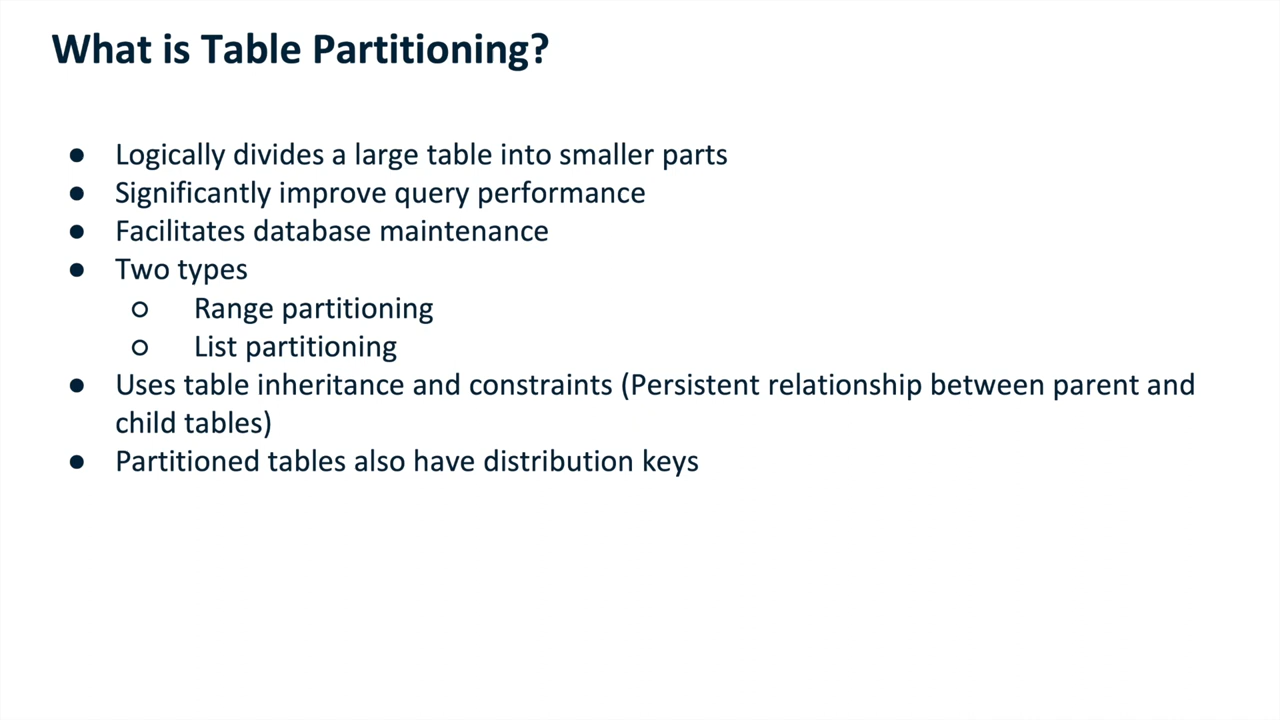 What is Table Partitioning?
● Logically divides a large table into smaller parts
● Significantly improve query performance
● Facilitates database maintenance
● Two types
○ Range partitioning
○ List partitioning
● Uses table inheritance and constraints (Persistent relationship between parent and
child tables)
● Partitioned tables also have distribution keys